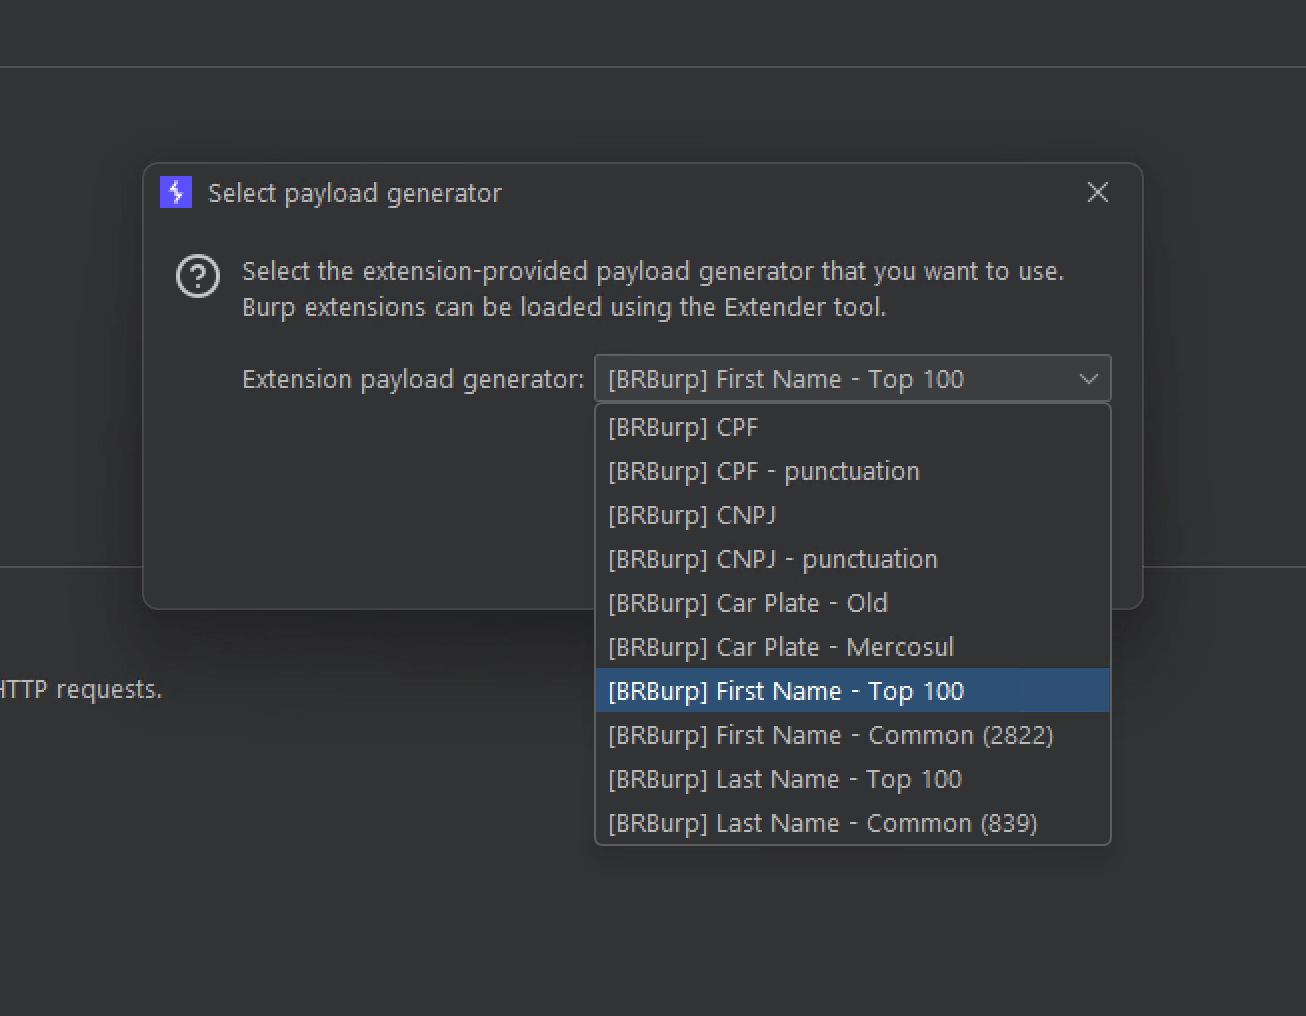 Select payload generator
Select the extension-provided payload generator that you want to use.
Burp extensions can be loaded using the Extender tool.
Extension payload generator: [BRBurp] First Name - Top 100
[BRBurp] CPF
[BRBurp] CPF - punctuation
[BRBurp] CNPJ
[BRBurp] CNPJ - punctuation
[BRBurp] Car Plate - Old
[BRBurp] Car Plate - Mercosul
[BRBurp] First Name - Top 100
[BRBurp] First Name - Common (2822)
[BRBurp] Last Name - Top 100
[BRBurp] Last Name - Common (839)
HTTP requests.